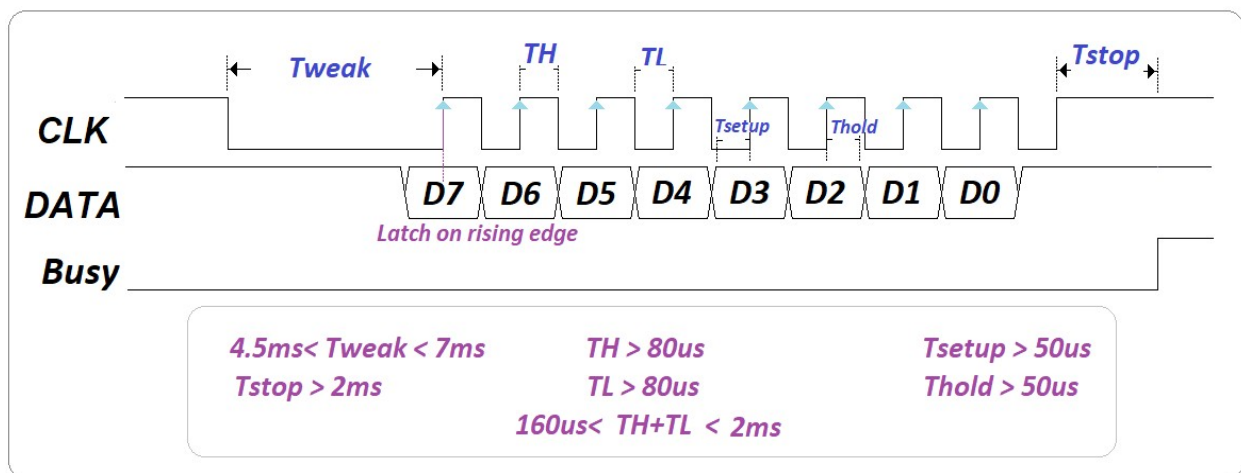 Tweak TH TL Tstop
CLK Tsetup Thold
DATA D7 D6 D5 D4 D3 D2 D1 D0
Latch on rising edge
Busy
4.5ms< Tweak < 7ms TH > 80us Tsetup > 50us
Tstop > 2ms TL > 80us Thold > 50us
160us< TH+TL < 2ms